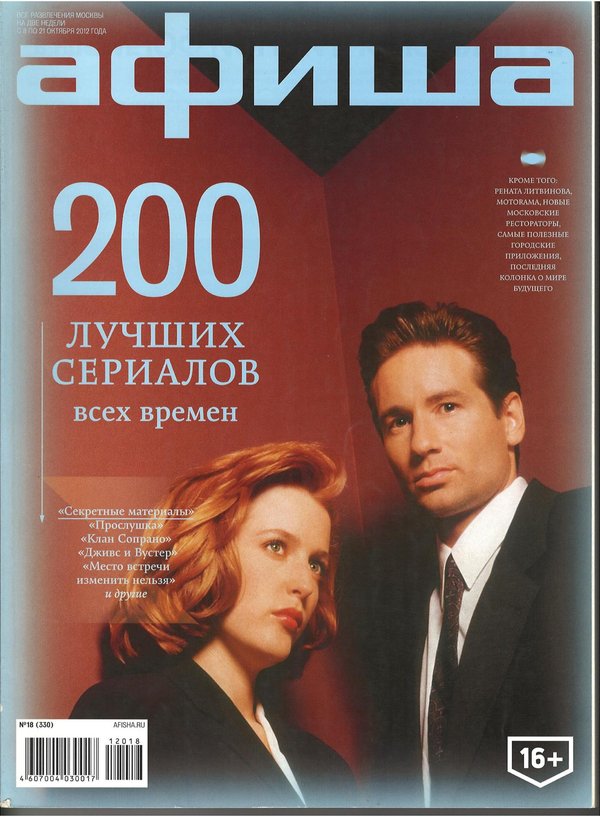 ВСЕ РАЗВЛЕЧЕНИЯ МОСКВЫ
НА ДВЕ НЕДЕЛИ
С 8 ПО 21 ОКТЯБРЯ 2012 ГОДА
афиша
КРОМЕ ТОГО:
РЕНАТА ЛИТВИНОВА,
MOTORAMA, НОВЫЕ
МОСКОВСКИЕ
РЕСТОРАТОРЫ,
САМЫЕ ПОЛЕЗНЫЕ
ГОРОДСКИЕ
ПРИЛОЖЕНИЯ,
ПОСЛЕДНЯЯ
КОЛОНКА О МИРЕ
БУДУЩЕГО
200
ЛУЧШИХ
СЕРИАЛОВ
всех времен
«Секретные материалы»
«Прослушка»
«Клан Сопрано»
«Дживс и Вустер»
«Место встречи
изменить нельзя»
и другие
№18 (330)
AFISHA.RU
12018
4607004030017
16+